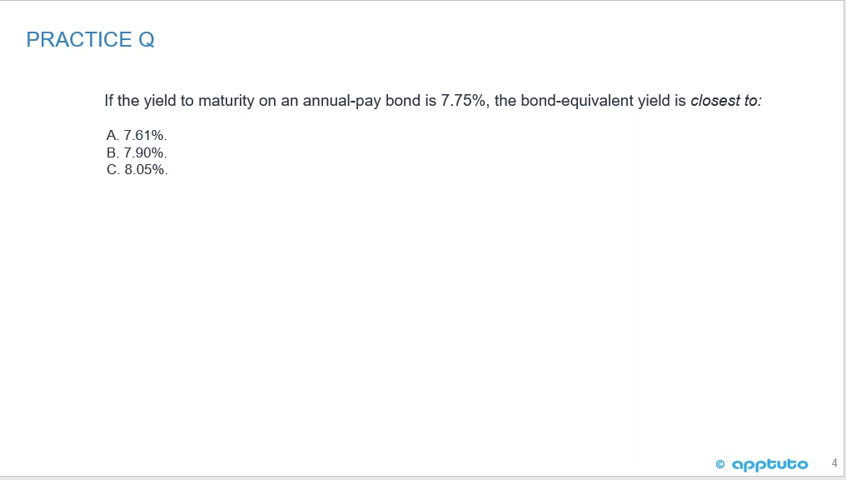 PRACTICE Q
If the yield to maturity on an annual-pay bond is 7.75%, the bond-equivalent yield is closest to:
A. 7.61%.
B. 7.90%.
C. 8.05%.
© apptuto 4